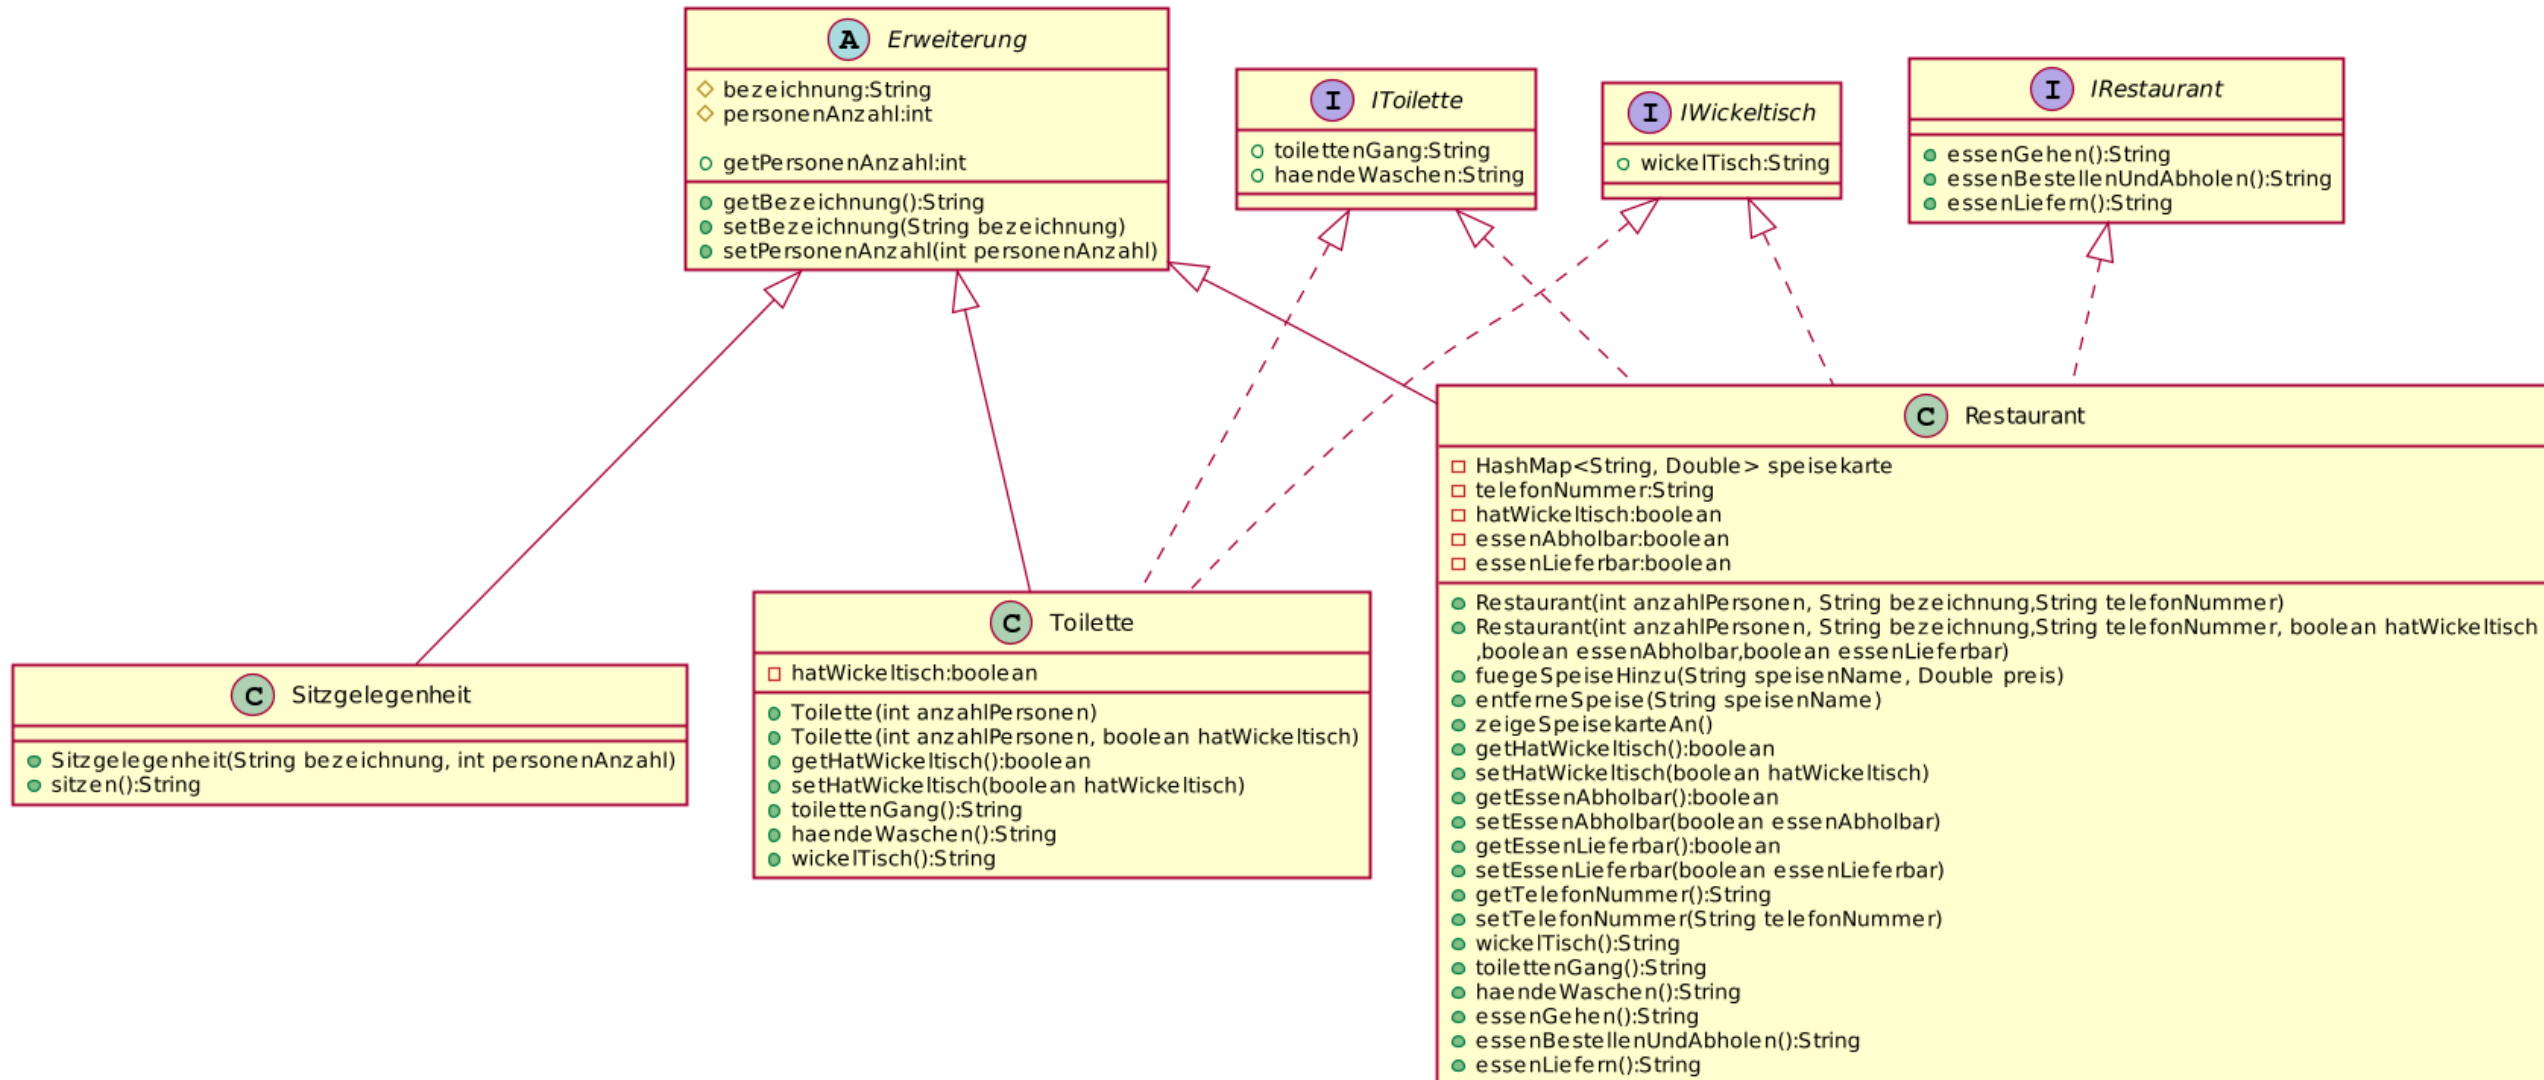 A Erweiterung
bezeichnung:String
personenAnzahl:int
getPersonenAnzahl:int
getBezeichnung():String
setBezeichnung(String bezeichnung)
setPersonenAnzahl(int personenAnzahl)
I IToilette
toilettenGang:String
haendeWaschen:String
I IWickeltisch
wickelTisch:String
I IRestaurant
essenGehen():String
essenBestellenUndAbholen():String
essenLiefern():String
C Sitzgelegenheit
Sitzgelegenheit(String bezeichnung, int personenAnzahl)
sitzen():String
C Toilette
hatWickeltisch:boolean
Toilette(int anzahlPersonen)
Toilette(int anzahlPersonen, boolean hatWickeltisch)
getHatWickeltisch():boolean
setHatWickeltisch(boolean hatWickeltisch)
toilettenGang():String
haendeWaschen():String
wickelTisch():String
C Restaurant
HashMap<String, Double> speisekarte
telefonNummer:String
hatWickeltisch:boolean
essenAbholbar:boolean
essenLieferbar:boolean
Restaurant(int anzahlPersonen, String bezeichnung,String telefonNummer)
Restaurant(int anzahlPersonen, String bezeichnung,String telefonNummer, boolean hatWickeltisch
,boolean essenAbholbar,boolean essenLieferbar)
fuegeSpeiseHinzu(String speisenName, Double preis)
entferneSpeise(String speisenName)
zeigeSpeisekarteAn()
getHatWickeltisch():boolean
setHatWickeltisch(boolean hatWickeltisch)
getEssenAbholbar():boolean
setEssenAbholbar(boolean essenAbholbar)
getEssenLieferbar():boolean
setEssenLieferbar(boolean essenLieferbar)
getTelefonNummer():String
setTelefonNummer(String telefonNummer)
wickelTisch():String
toilettenGang():String
haendeWaschen():String
essenGehen():String
essenBestellenUndAbholen():String
essenLiefern():String